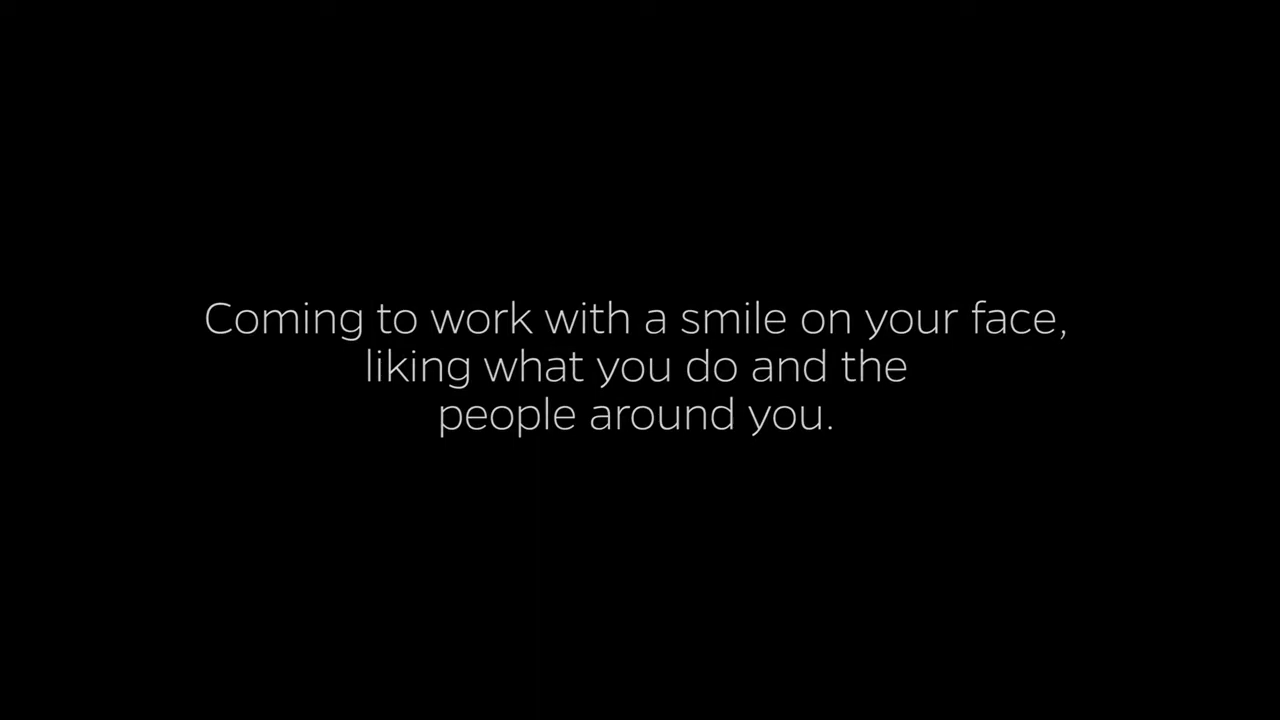 Coming to work with a smile on your face,
liking what you do and the
people around you.